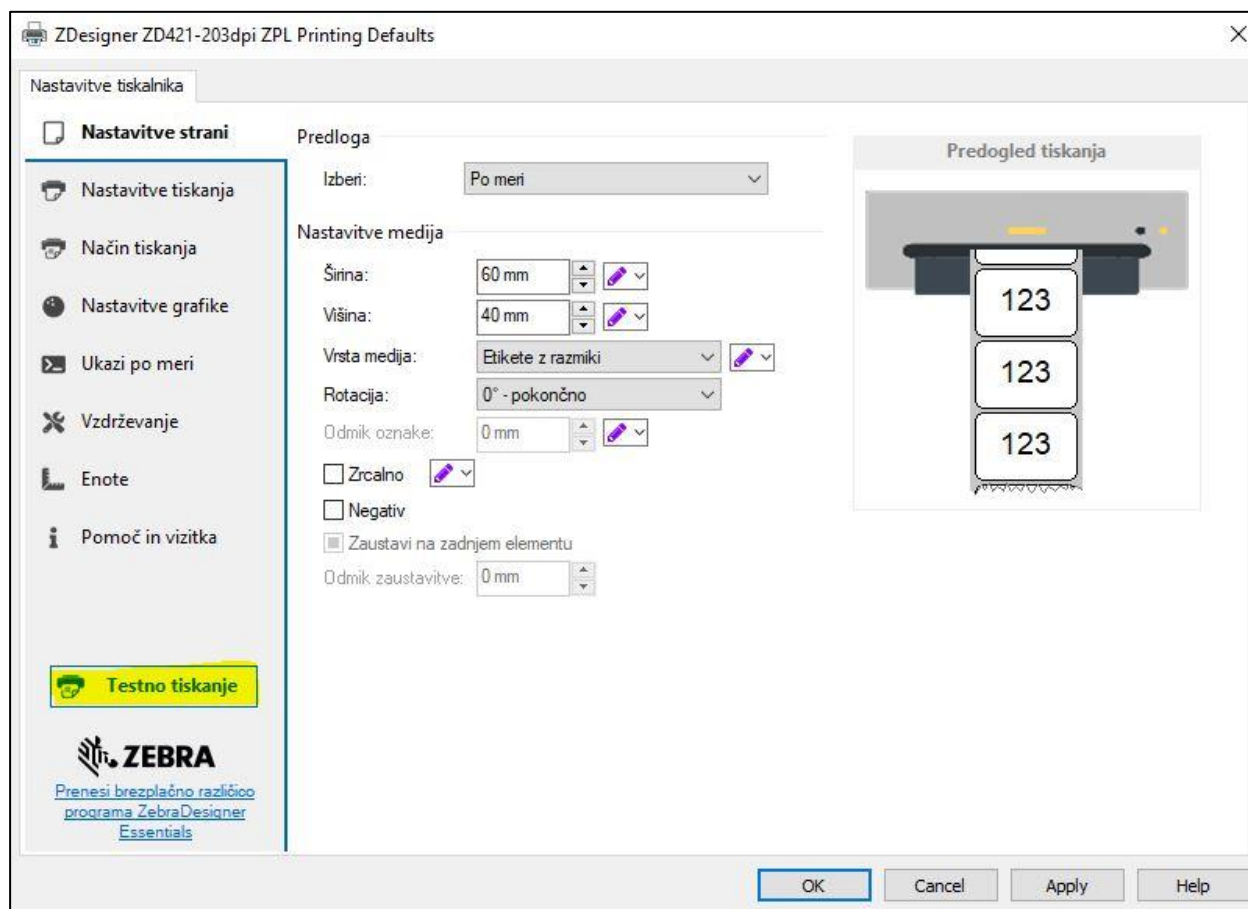 ZDesigner ZD421-203dpi ZPL Printing Defaults
Nastavitve tiskalnika
Nastavitve strani
Nastavitve tiskanja
Način tiskanja
Nastavitve grafike
Ukazi po meri
Vzdrževanje
Enote
Pomoč in vizitka
Testno tiskanje
ZEBRA
Prenesi brezplačno različico
programa ZebraDesigner
Essentials
Predloga
Izberi: Po meri
Nastavitve medija
Širina: 60 mm
Višina: 40 mm
Vrsta medija: Etikete z razmiki
Rotacija: 0° - pokončno
Odmik oznake: 0 mm
Zrcalno
Negativ
Zaustavi na zadnjem elementu
Odmik zaustavitve: 0 mm
Predogled tiskanja
123
123
123
OK Cancel Apply Help